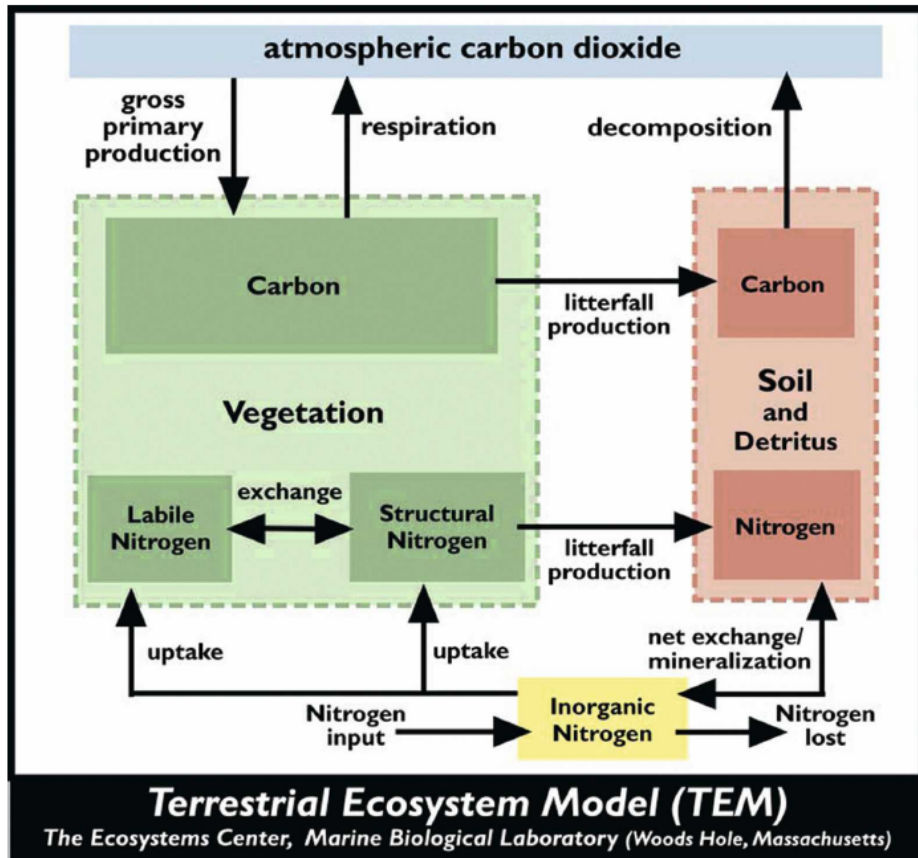 atmospheric carbon dioxide
gross
primary
production
respiration
decomposition
Carbon
litterfall
production
Carbon
Vegetation
Soil
and
Detritus
Labile
Nitrogen
exchange
Structural
Nitrogen
litterfall
production
Nitrogen
uptake
uptake
net exchange/
mineralization
Nitrogen
input
Inorganic
Nitrogen
Nitrogen
lost
Terrestrial Ecosystem Model (TEM)
The Ecosystems Center, Marine Biological Laboratory (Woods Hole, Massachusetts)